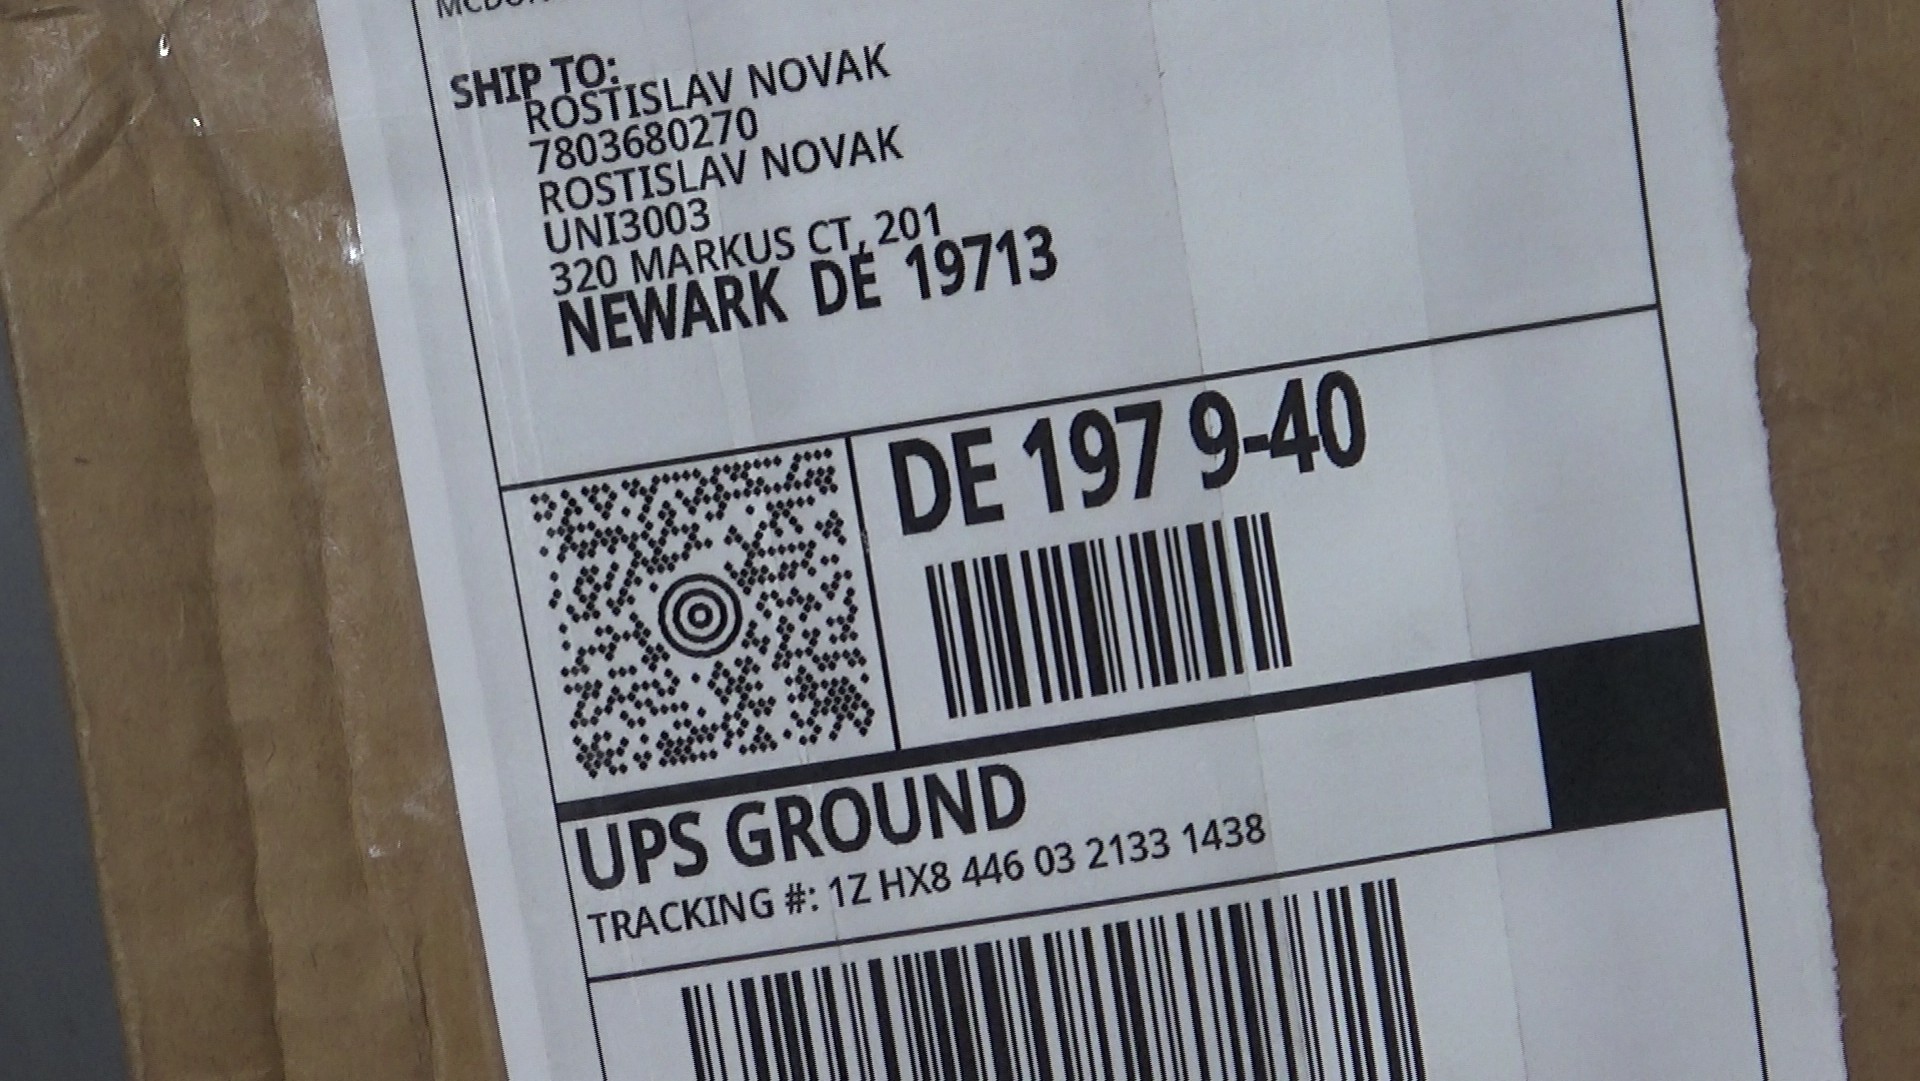 SHIP TO:
ROSTISLAV NOVAK
7803680270
ROSTISLAV NOVAK
UNI3003
320 MARKUS CT, 201
NEWARK DE 19713
DE 197 9-40
UPS GROUND
TRACKING #: 1Z HX8 446 03 2133 1438